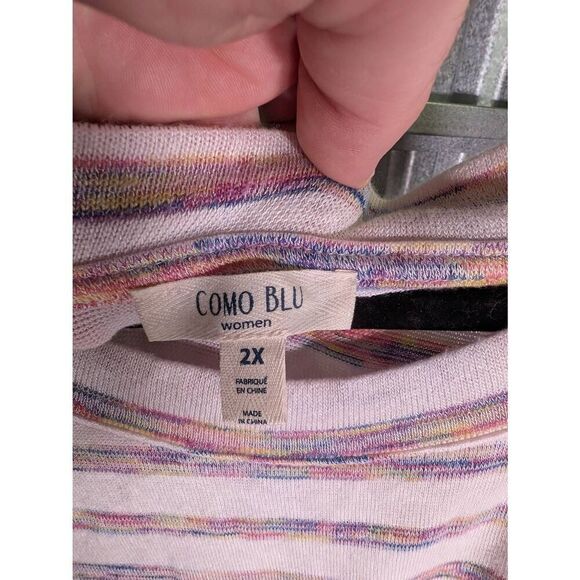 COMO BLU
women
2X
FABRIQUÉ
EN CHINE
MADE
IN CHINA